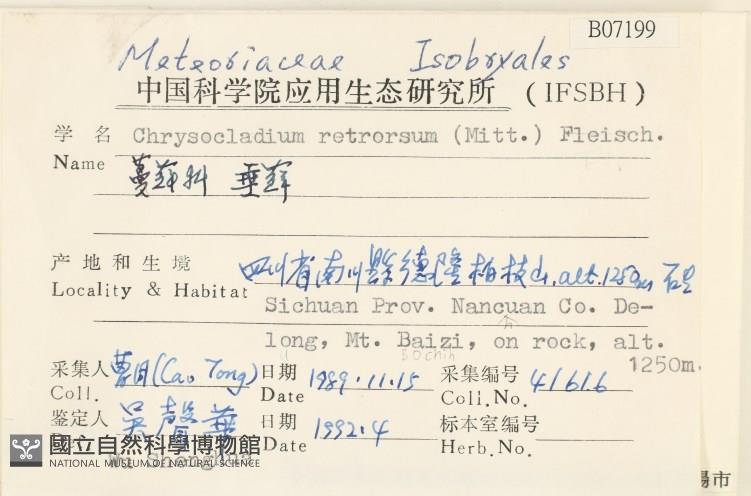 B07199
Meteoriaceae Isobryales
中国科学院应用生态研究所 (IFSBH)
学名 Chrysocladium retrorsum (Mitt.) Fleisch.
Name 蔓藓科 垂藓
产地和生境 四川省南川縣德隆柏枝山.alt.1250m
Locality & Habitat
Sichuan Prov. Nancuan Co. De-
h
long, Mt. Baizi, on rock, alt.
1250m.
采集人 曹同(Cao Tong) 日期 1989.11.15 采集编号 41616
Coll. Date Coll.No.
鉴定人 吴聲華 日期 1992.4 标本室编号
Date Herb.No.
國立自然科學博物館
NATIONAL MUSEUM OF NATURAL SCIENCE
Wu Shenghua